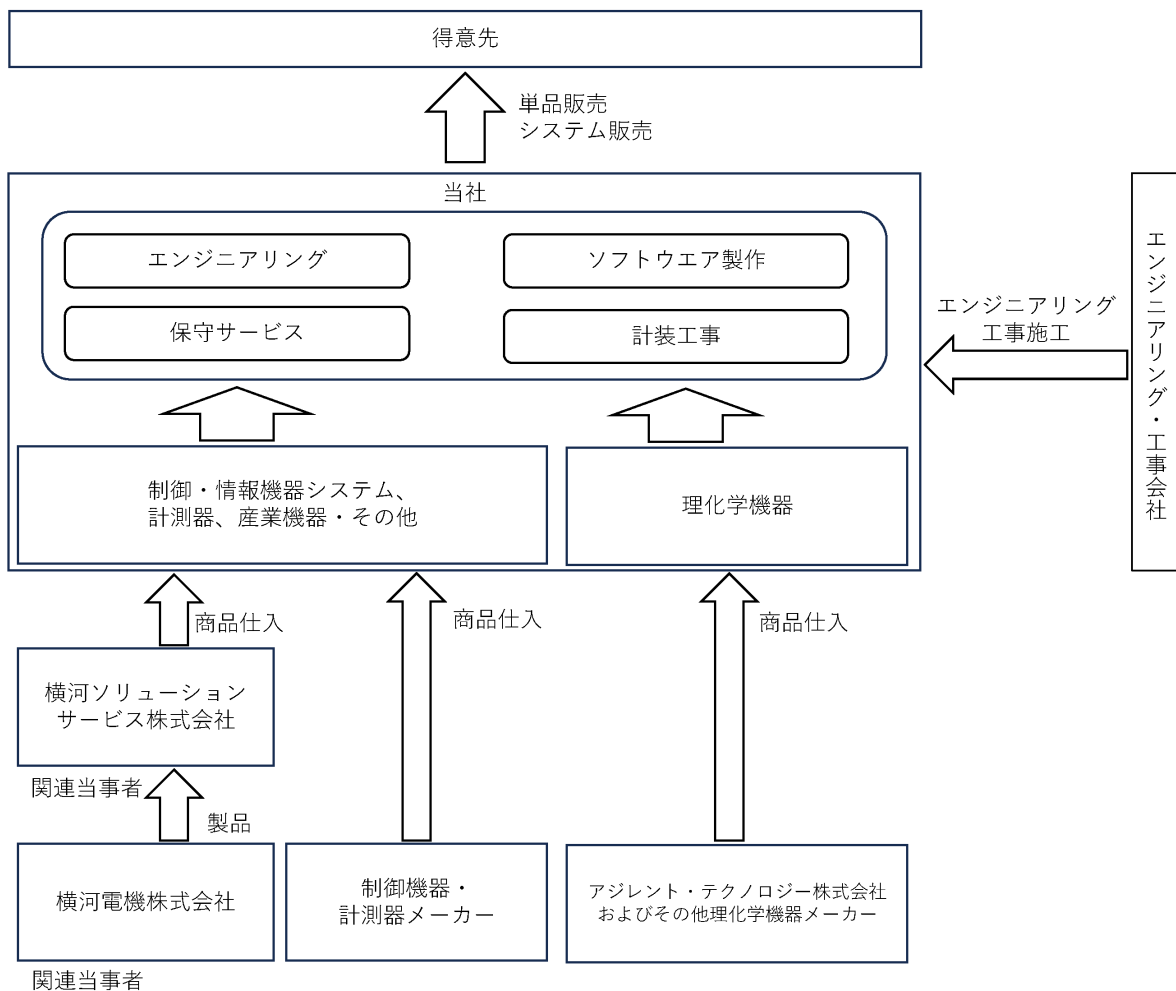 得意先
単品販売
システム販売
当社
エンジニアリング
ソフトウエア製作
保守サービス
計装工事
エンジニアリング
工事施工
エンジニアリング・工事会社
制御・情報機器システム、
計測器、産業機器・その他
理化学機器
商品仕入
商品仕入
商品仕入
横河ソリューション
サービス株式会社
関連当事者
製品
横河電機株式会社
制御機器・
計測器メーカー
アジレント・テクノロジー株式会社
およびその他理化学機器メーカー
関連当事者